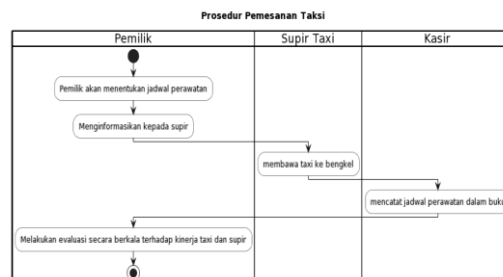 Prosedur Pemesanan Taksi
Pemilik
Supir Taxi
Kasir
Pemilik akan menentukan jadwal perawatan
Menginformasikan kepada supir
membawa taxi ke bengkel
mencatat jadwal perawatan dalam buku
Melakukan evaluasi secara berkala terhadap kinerja taxi dan supir